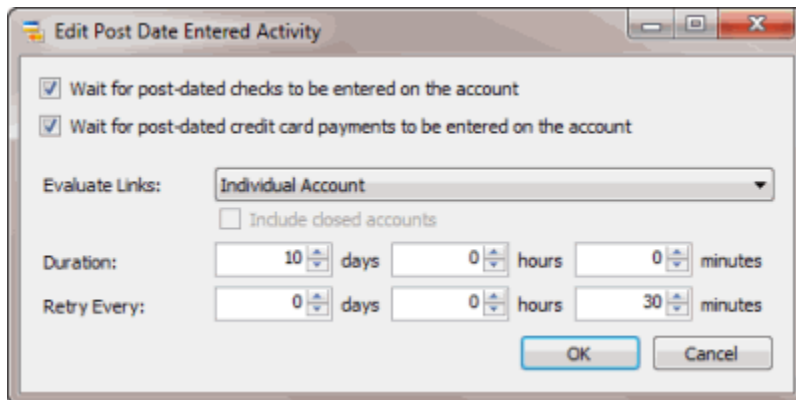 Edit Post Date Entered Activity
Wait for post-dated checks to be entered on the account
Wait for post-dated credit card payments to be entered on the account
Evaluate Links: Individual Account
Include closed accounts
Duration: 10 days 0 hours 0 minutes
Retry Every: 0 days 0 hours 30 minutes
OK Cancel